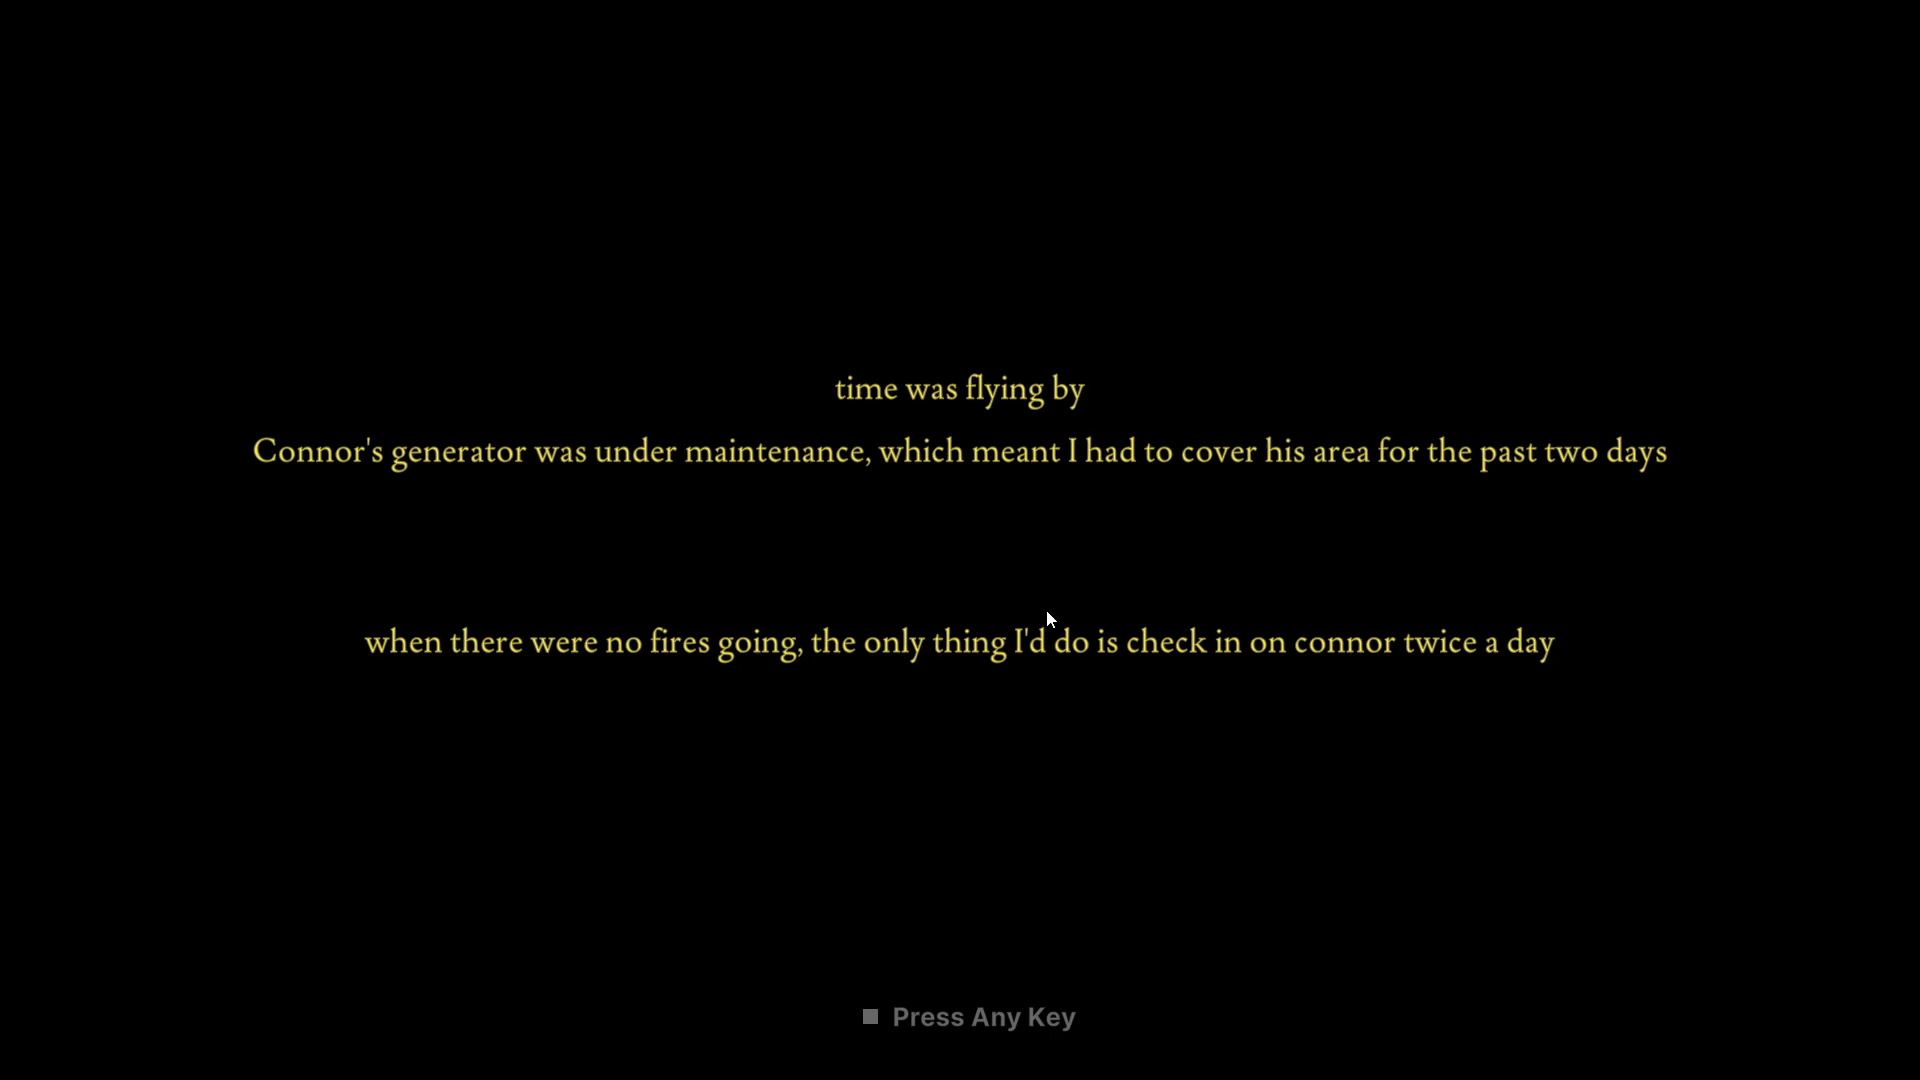 time was flying by
Connor's generator was under maintenance, which meant I had to cover his area for the past two days
when there were no fires going, the only thing I'd do is check in on connor twice a day
Press Any Key